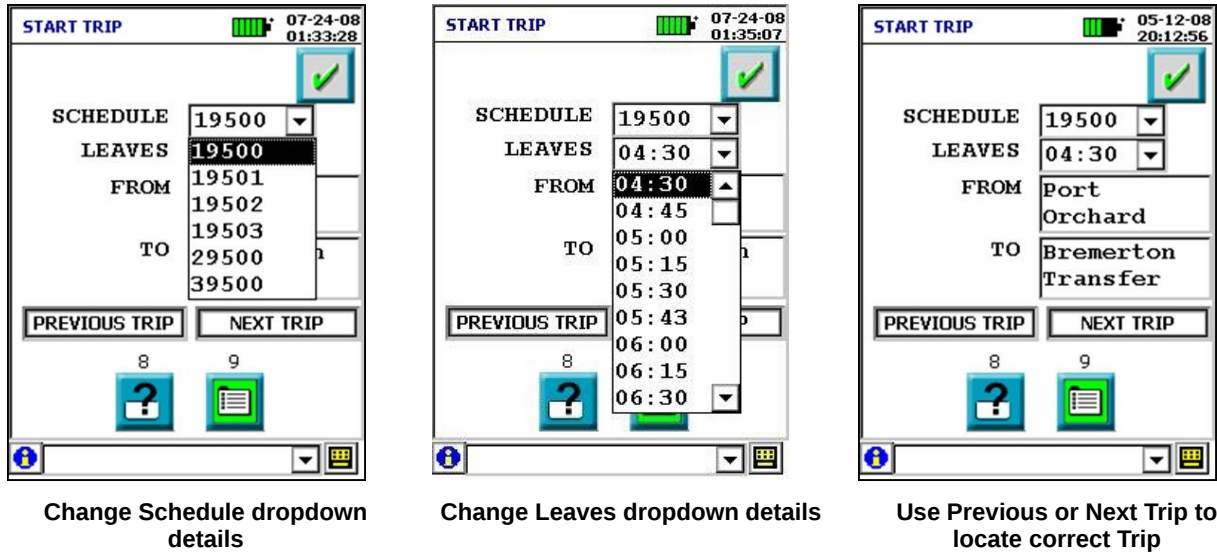 START TRIP
07-24-08
01:33:28
SCHEDULE 19500
LEAVES 19500
FROM 19501
19502
19503
TO 29500
39500
PREVIOUS TRIP NEXT TRIP
8 9
Change Schedule dropdown
details
START TRIP
07-24-08
01:35:07
SCHEDULE 19500
LEAVES 04:30
FROM 04:30
04:45
05:00
TO 05:15
05:30
PREVIOUS TRIP 05:43
06:00
8 06:15
06:30
Change Leaves dropdown details
START TRIP
05-12-08
20:12:56
SCHEDULE 19500
LEAVES 04:30
FROM Port
Orchard
TO Bremerton
Transfer
PREVIOUS TRIP NEXT TRIP
8 9
Use Previous or Next Trip to
locate correct Trip